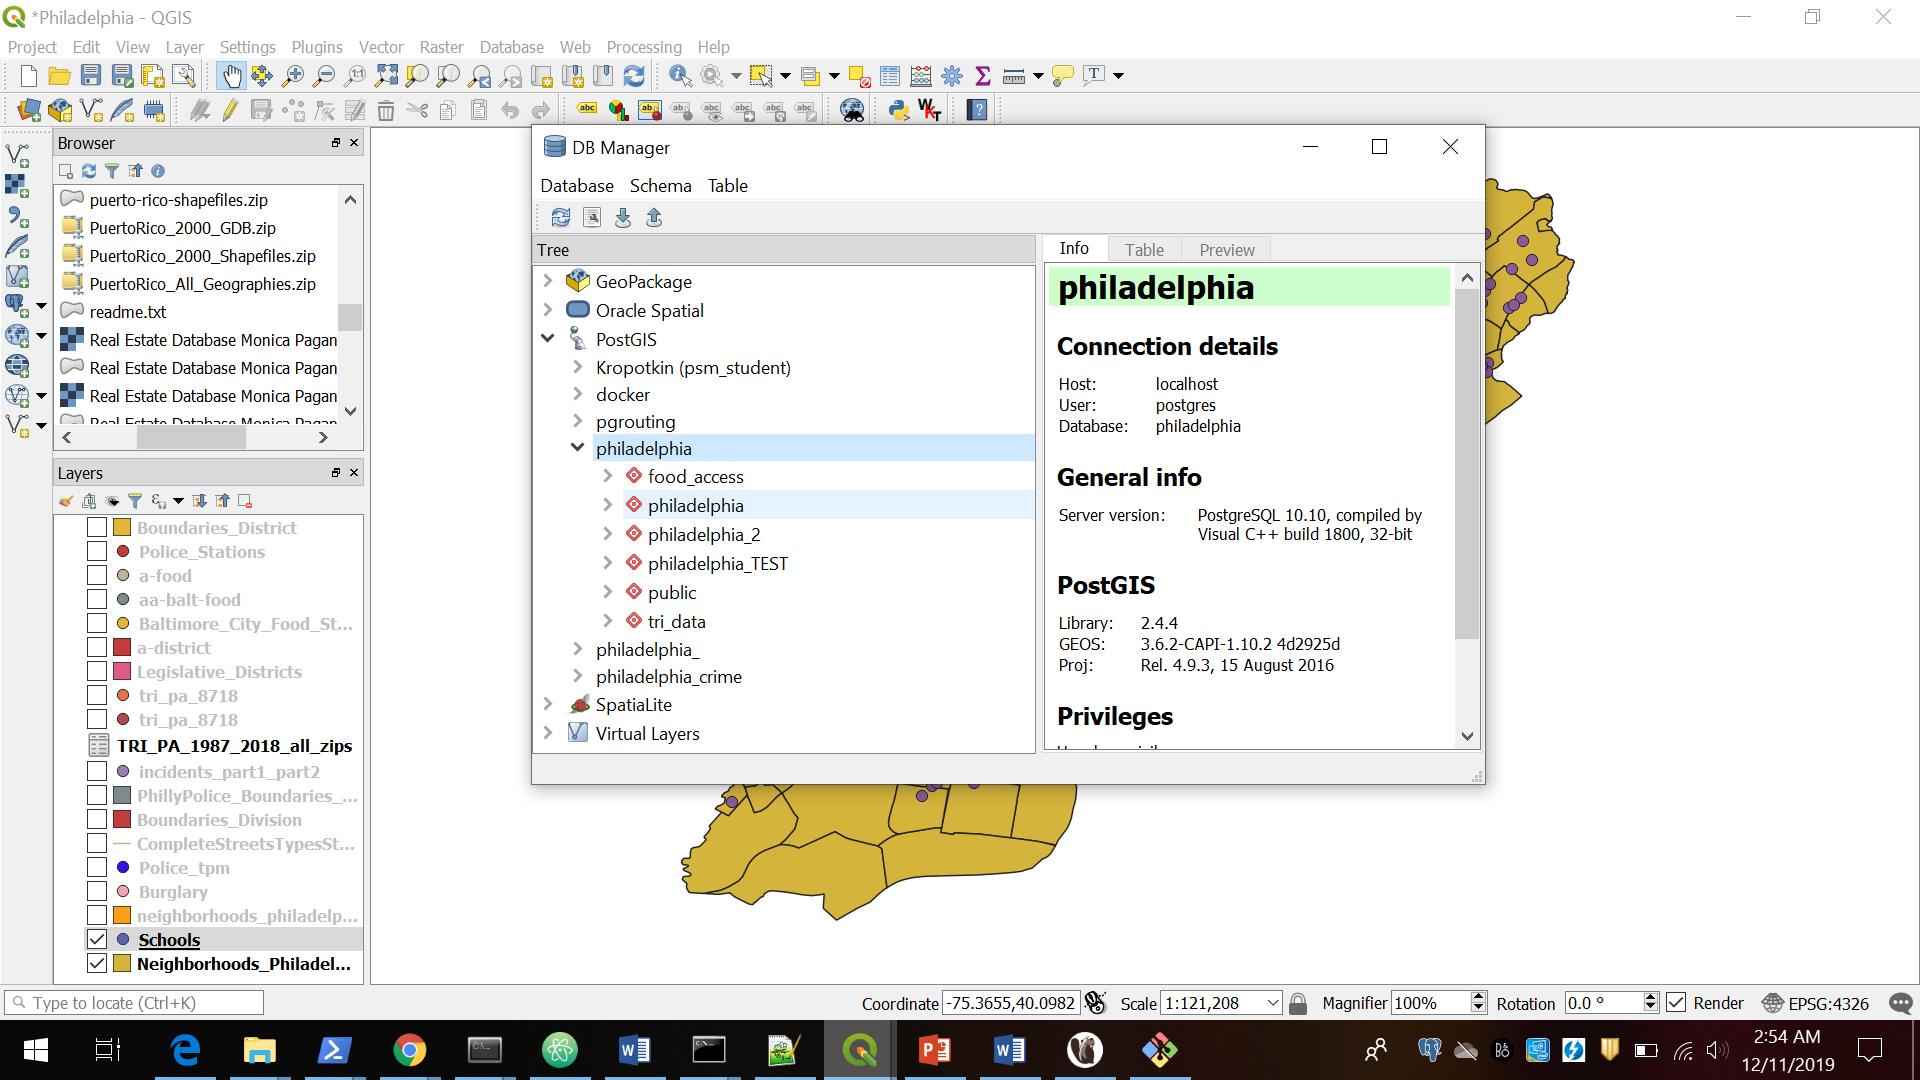 *Philadelphia - QGIS
Project Edit View Layer Settings Plugins Vector Raster Database Web Processing Help
Browser
puerto-rico-shapefiles.zip
PuertoRico_2000_GDB.zip
PuertoRico_2000_Shapefiles.zip
PuertoRico_All_Geographies.zip
readme.txt
Real Estate Database Monica Pagan
Real Estate Database Monica Pagan
Real Estate Database Monica Pagan
Real Estate Database Monica Pagan
Layers
Boundaries_District
Police_Stations
a-food
aa-balt-food
Baltimore_City_Food_St...
a-district
Legislative_Districts
tri_pa_8718
tri_pa_8718
TRI_PA_1987_2018_all_zips
incidents_part1_part2
PhillyPolice_Boundaries_...
Boundaries_Division
CompleteStreetsTypesSt...
Police_tpm
Burglary
neighborhoods_philadelp...
Schools
Neighborhoods_Philadel...
DB Manager
Database Schema Table
Tree
GeoPackage
Oracle Spatial
PostGIS
Kropotkin (psm_student)
docker
pgrouting
philadelphia
food_access
philadelphia
philadelphia_2
philadelphia_TEST
public
tri_data
philadelphia_
philadelphia_crime
SpatiaLite
Virtual Layers
Info Table Preview
philadelphia
Connection details
Host: localhost
User: postgres
Database: philadelphia
General info
Server version: PostgreSQL 10.10, compiled by
Visual C++ build 1800, 32-bit
PostGIS
Library: 2.4.4
GEOS: 3.6.2-CAPI-1.10.2 4d2925d
Proj: Rel. 4.9.3, 15 August 2016
Privileges
Type to locate (Ctrl+K)
Coordinate -75.3655,40.0982 Scale 1:121,208 Magnifier 100% Rotation 0.0 ° Render EPSG:4326
2:54 AM
12/11/2019